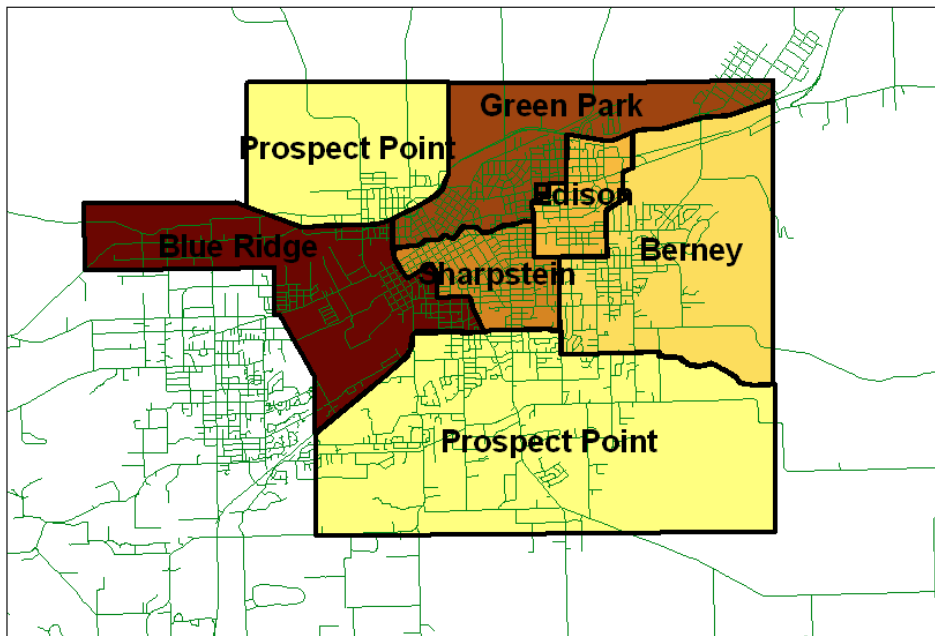 Green Park
Prospect Point
Edison
Blue Ridge
Berney
Sharpstein
Prospect Point